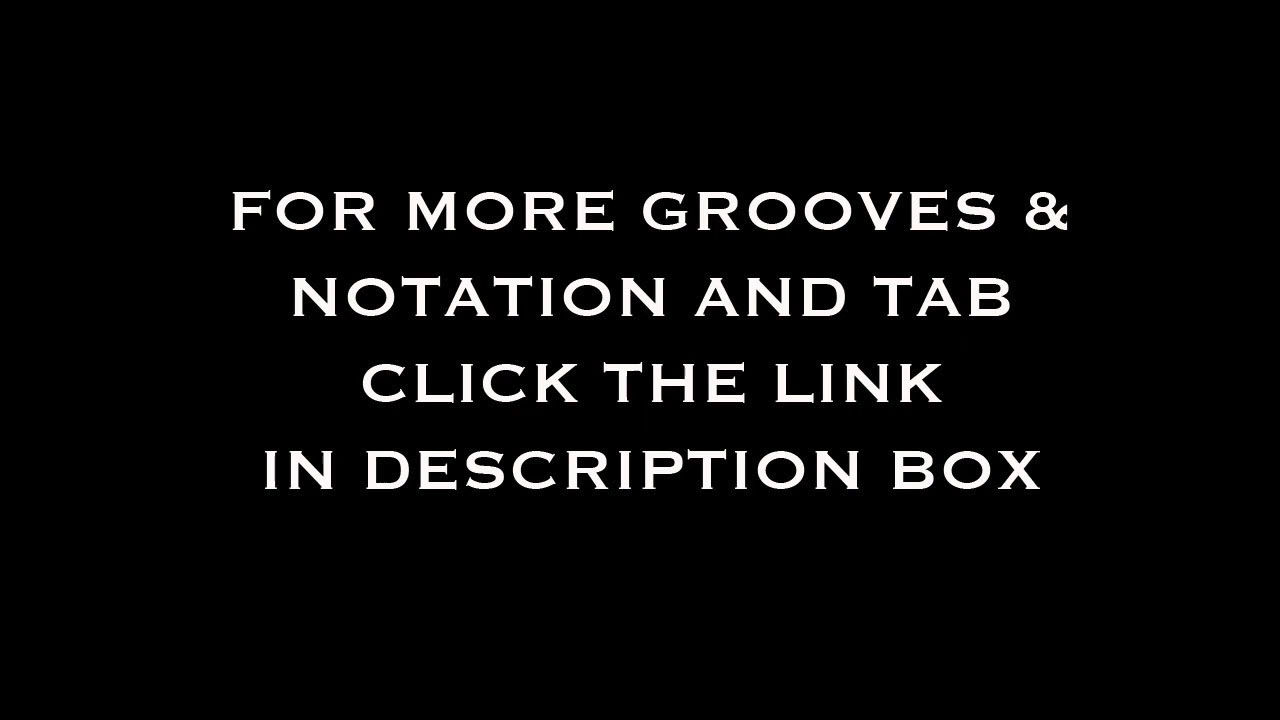 FOR MORE GROOVES &
NOTATION AND TAB
CLICK THE LINK
IN DESCRIPTION BOX